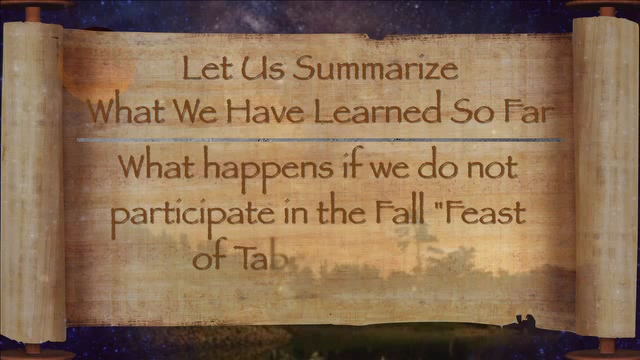 Let Us Summarize
What We Have Learned So Far
What happens if we do not
participate in the Fall "Feast
of Tab